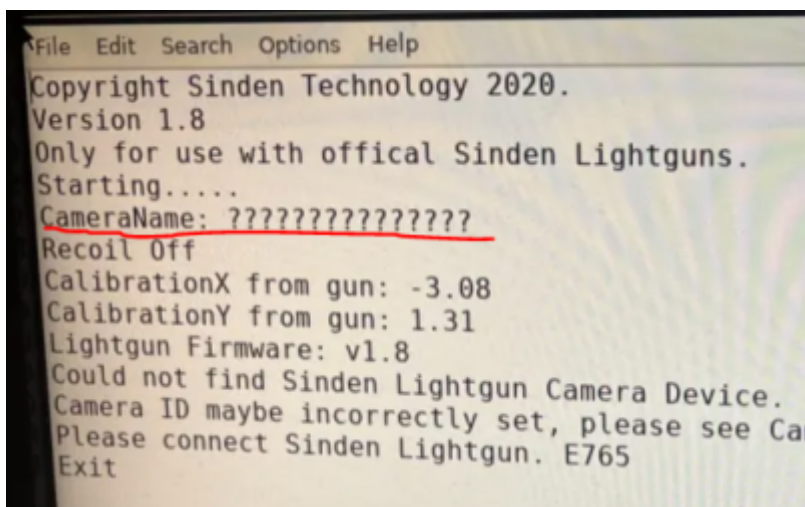 File Edit Search Options Help
Copyright Sinden Technology 2020.
Version 1.8
Only for use with offical Sinden Lightguns.
Starting.....
CameraName: ???????????????
Recoil Off
CalibrationX from gun: -3.08
CalibrationY from gun: 1.31
Lightgun Firmware: v1.8
Could not find Sinden Lightgun Camera Device.
Camera ID maybe incorrectly set, please see
Please connect Sinden Lightgun. E765
Exit